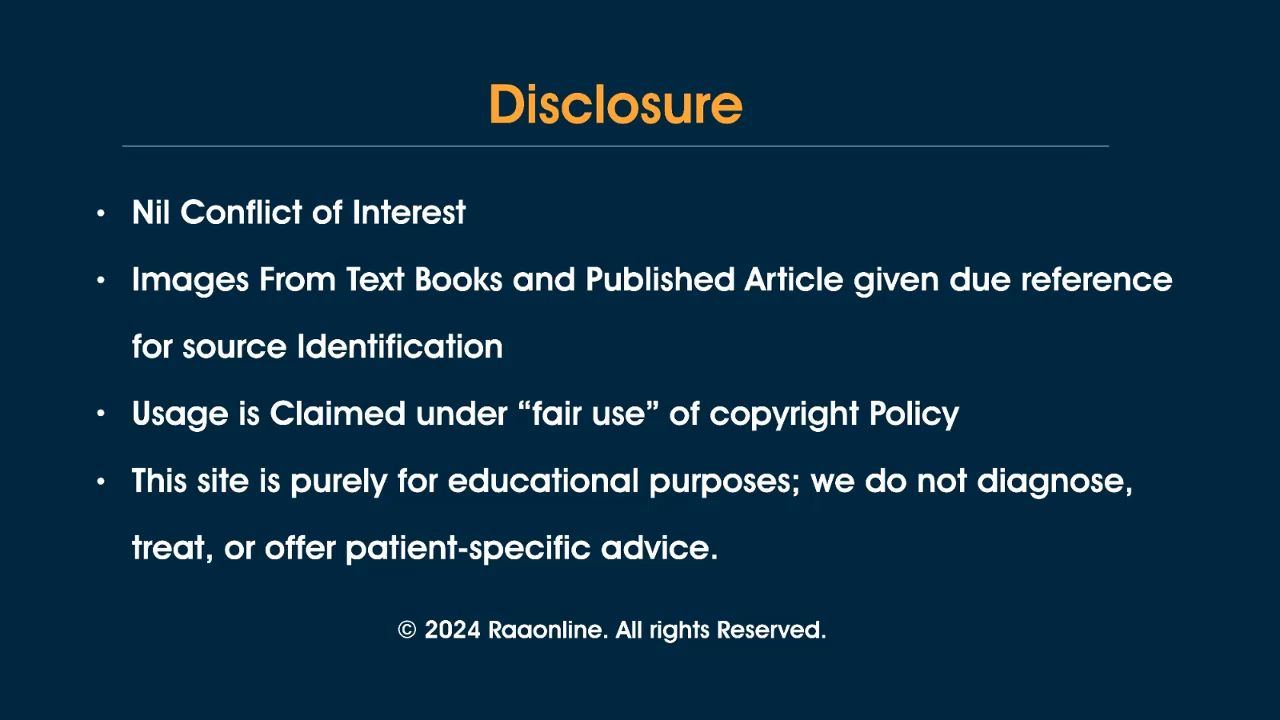 Disclosure
• Nil Conflict of Interest
• Images From Text Books and Published Article given due reference
for source Identification
• Usage is Claimed under “fair use” of copyright Policy
• This site is purely for educational purposes; we do not diagnose,
treat, or offer patient-specific advice.
© 2024 Raaonline. All rights Reserved.